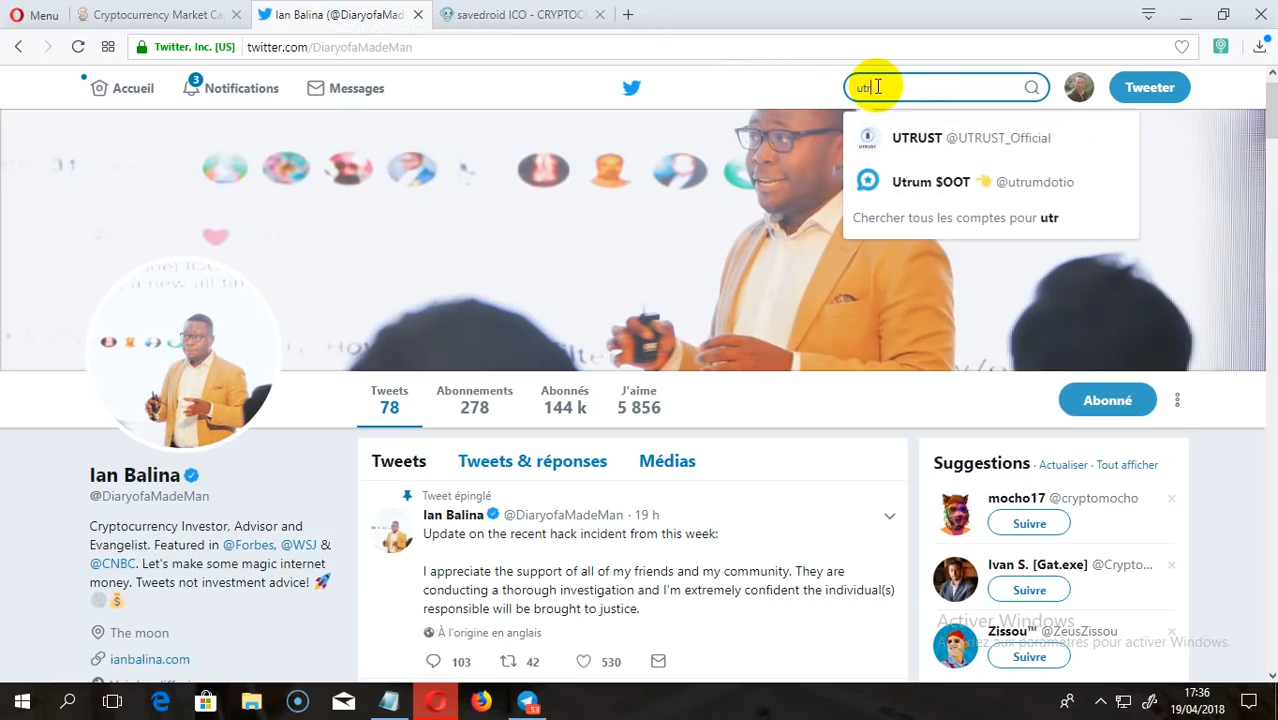 Menu
Cryptocurrency Market Ca
Ian Balina (@DiaryofaMad
savedroid ICO - CRYPTOC
Twitter, Inc. [US]
twitter.com/DiaryofaMadeMan
Accueil
3
Notifications
Messages
utr
Tweeter
UTRUST @UTRUST_Official
Utrum $OOT 👈 @utrumdotio
Chercher tous les comptes pour utr
Tweets
78
Abonnements
278
Abonnés
144 k
J'aime
5 856
Abonné
Ian Balina
@DiaryofaMadeMan
Cryptocurrency Investor, Advisor and
Evangelist. Featured in @Forbes, @WSJ &
@CNBC. Let's make some magic internet
money. Tweets not investment advice! 🚀
💰
The moon
ianbalina.com
Tweets
Tweets & réponses
Médias
Tweet épinglé
Ian Balina @DiaryofaMadeMan · 19 h
Update on the recent hack incident from this week:
I appreciate the support of all of my friends and my community. They are
conducting a thorough investigation and I'm extremely confident the individual(s)
responsible will be brought to justice.
À l'origine en anglais
103
42
530
Suggestions · Actualiser · Tout afficher
mocho17 @cryptomocho
Suivre
Ivan S. [Gat.exe] @Crypto...
Suivre
Zissou™ @ZeusZissou
Suivre
Activer Windows
aux paramètres pour activer Windows.
53
17:36
19/04/2018